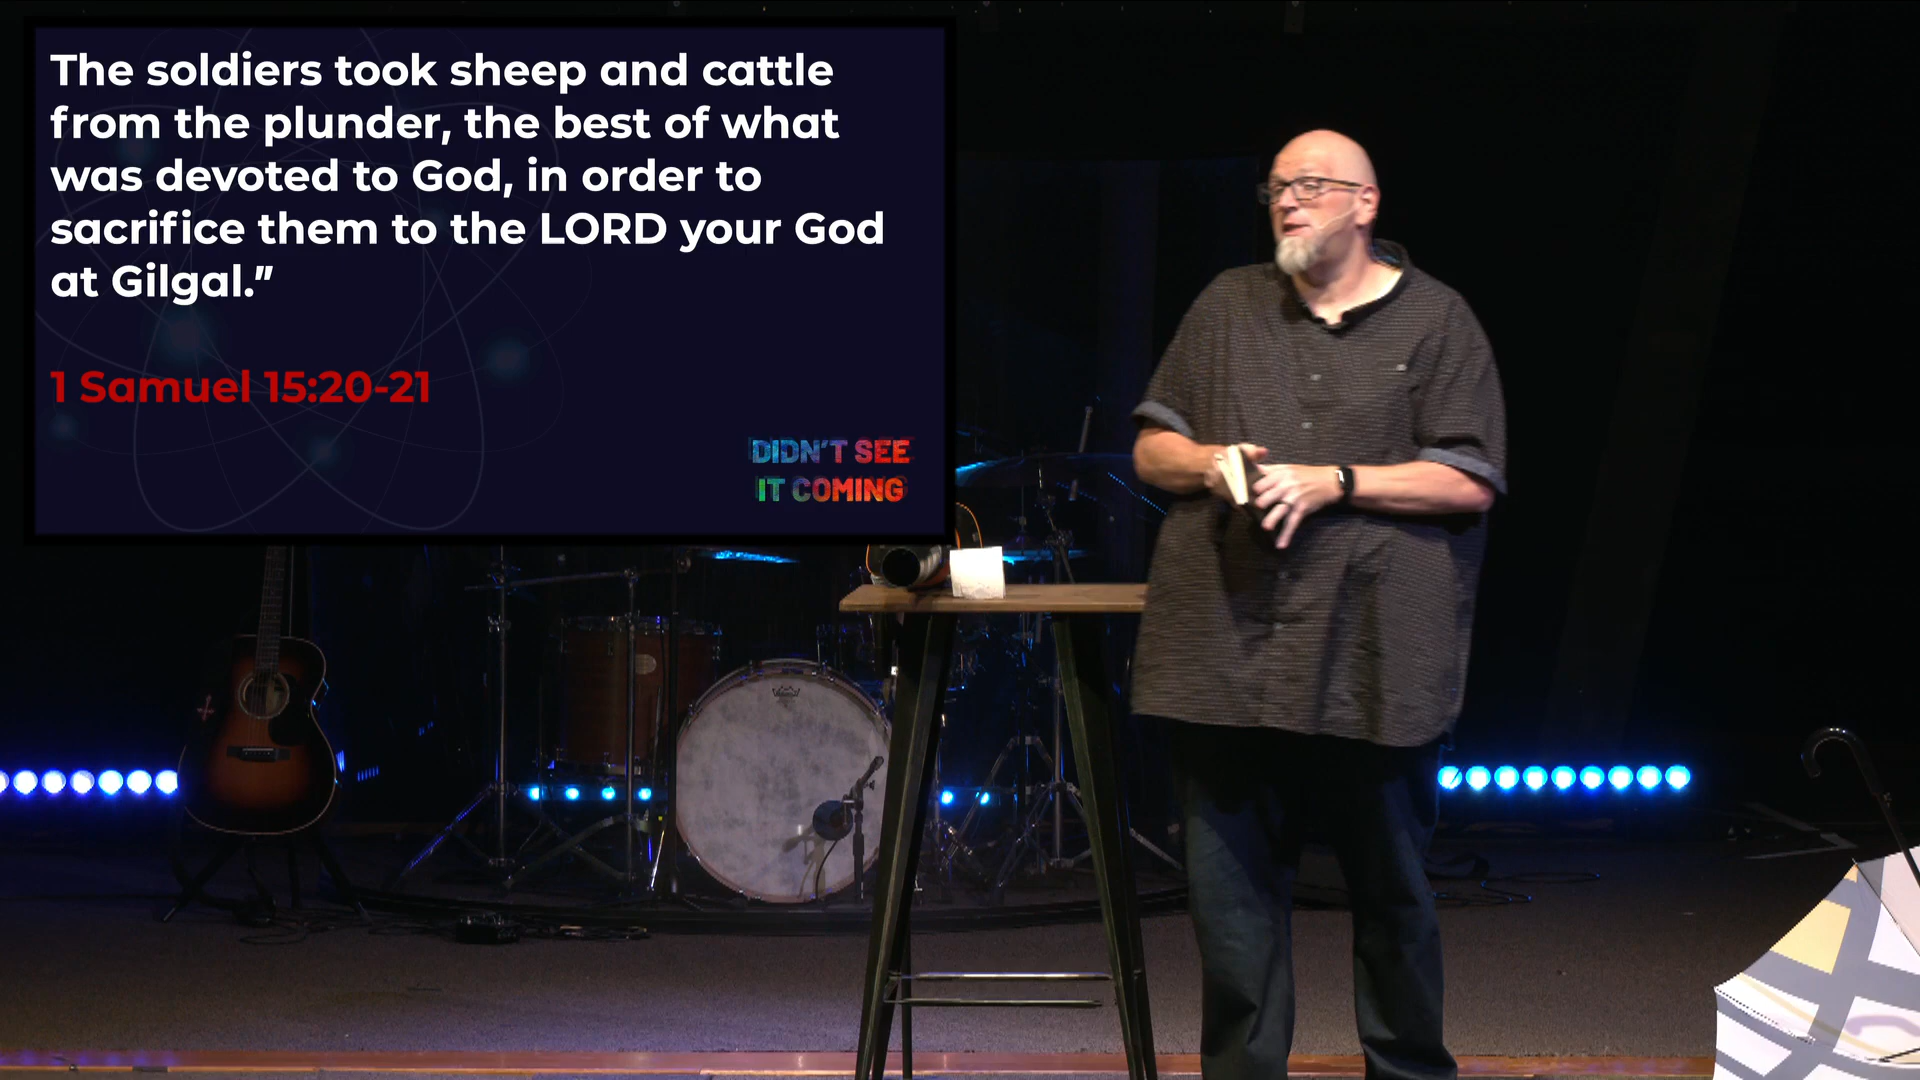 The soldiers took sheep and cattle
from the plunder, the best of what
was devoted to God, in order to
sacrifice them to the LORD your God
at Gilgal.”
1 Samuel 15:20-21
DIDN'T SEE
IT COMING